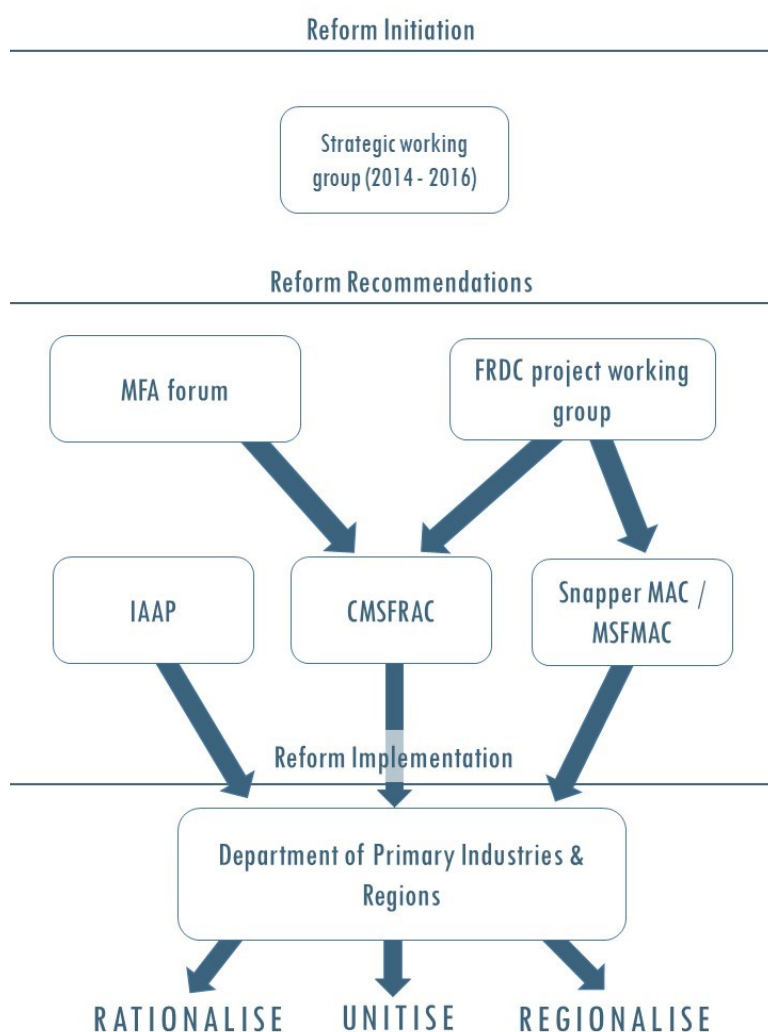 Reform Initiation
Strategic working
group (2014 - 2016)
Reform Recommendations
MFA forum
FRDC project working
group
IAAP
CMSFRAC
Snapper MAC /
MSFMAC
Reform Implementation
Department of Primary Industries &
Regions
RATIONALISE
UNITISE
REGIONALISE